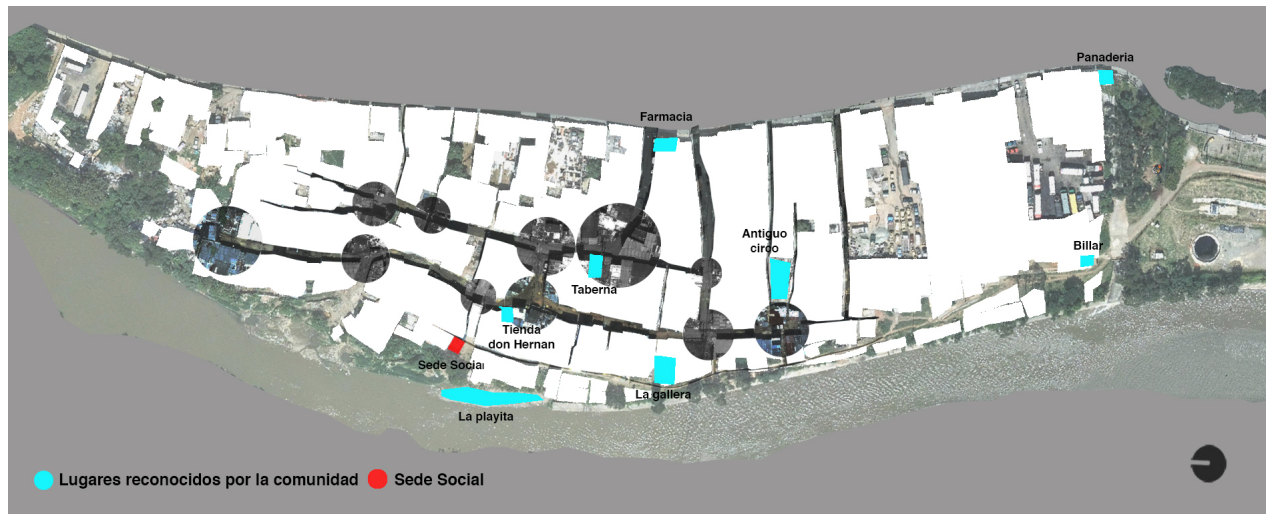 Panaderia
Farmacia
Antiguo
circo
Billar
Taberna
Tienda
don Hernan
Sede Social
La gallera
La playita
Lugares reconocidos por la comunidad
Sede Social